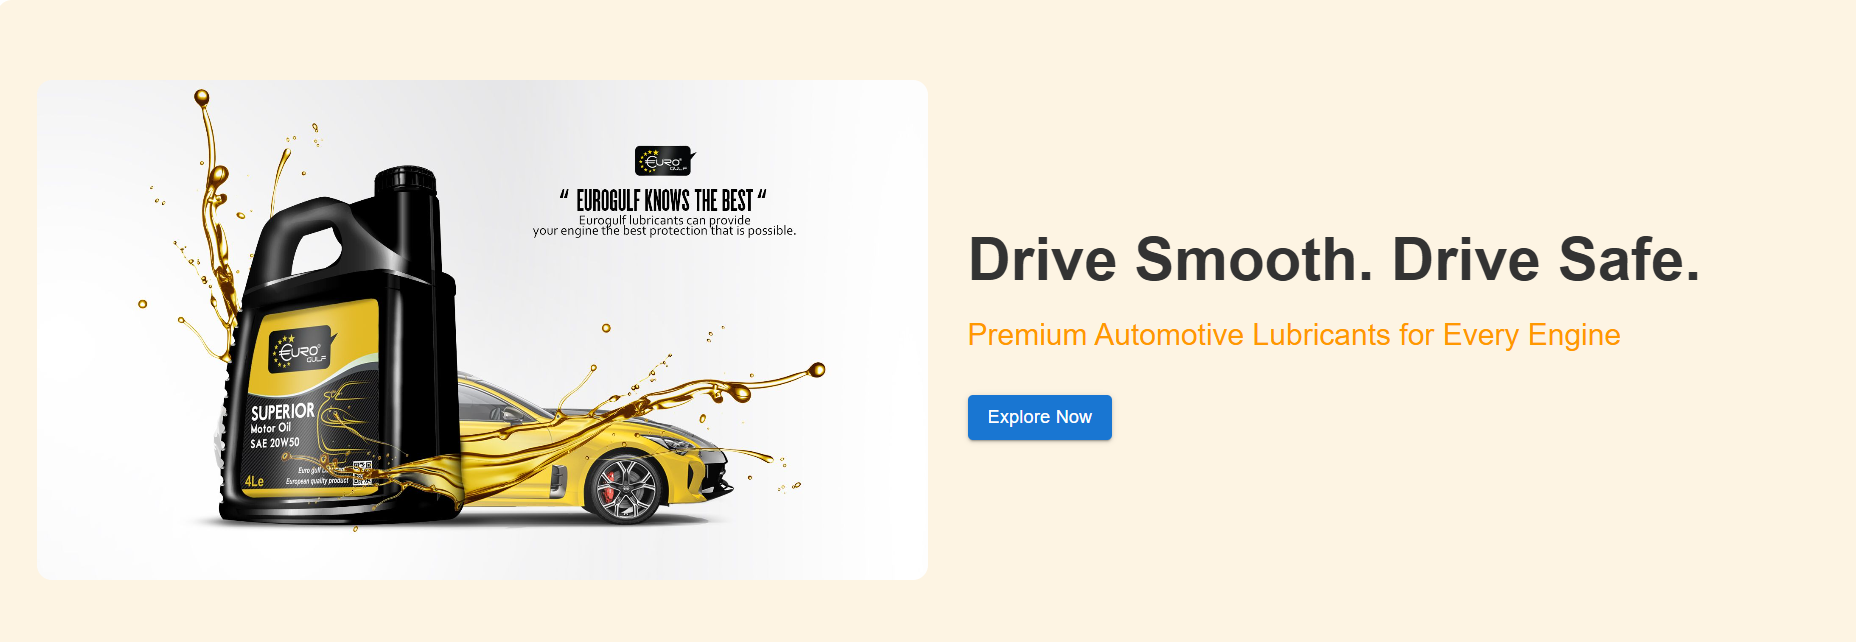 EURO
GULF
“ EUROGULF KNOWS THE BEST “
Eurogulf lubricants can provide
your engine the best protection that is possible.
EURO
GULF
SUPERIOR
Motor Oil
SAE 20W50
Euro gulf
European quality product
4Le
Drive Smooth. Drive Safe.
Premium Automotive Lubricants for Every Engine
Explore Now